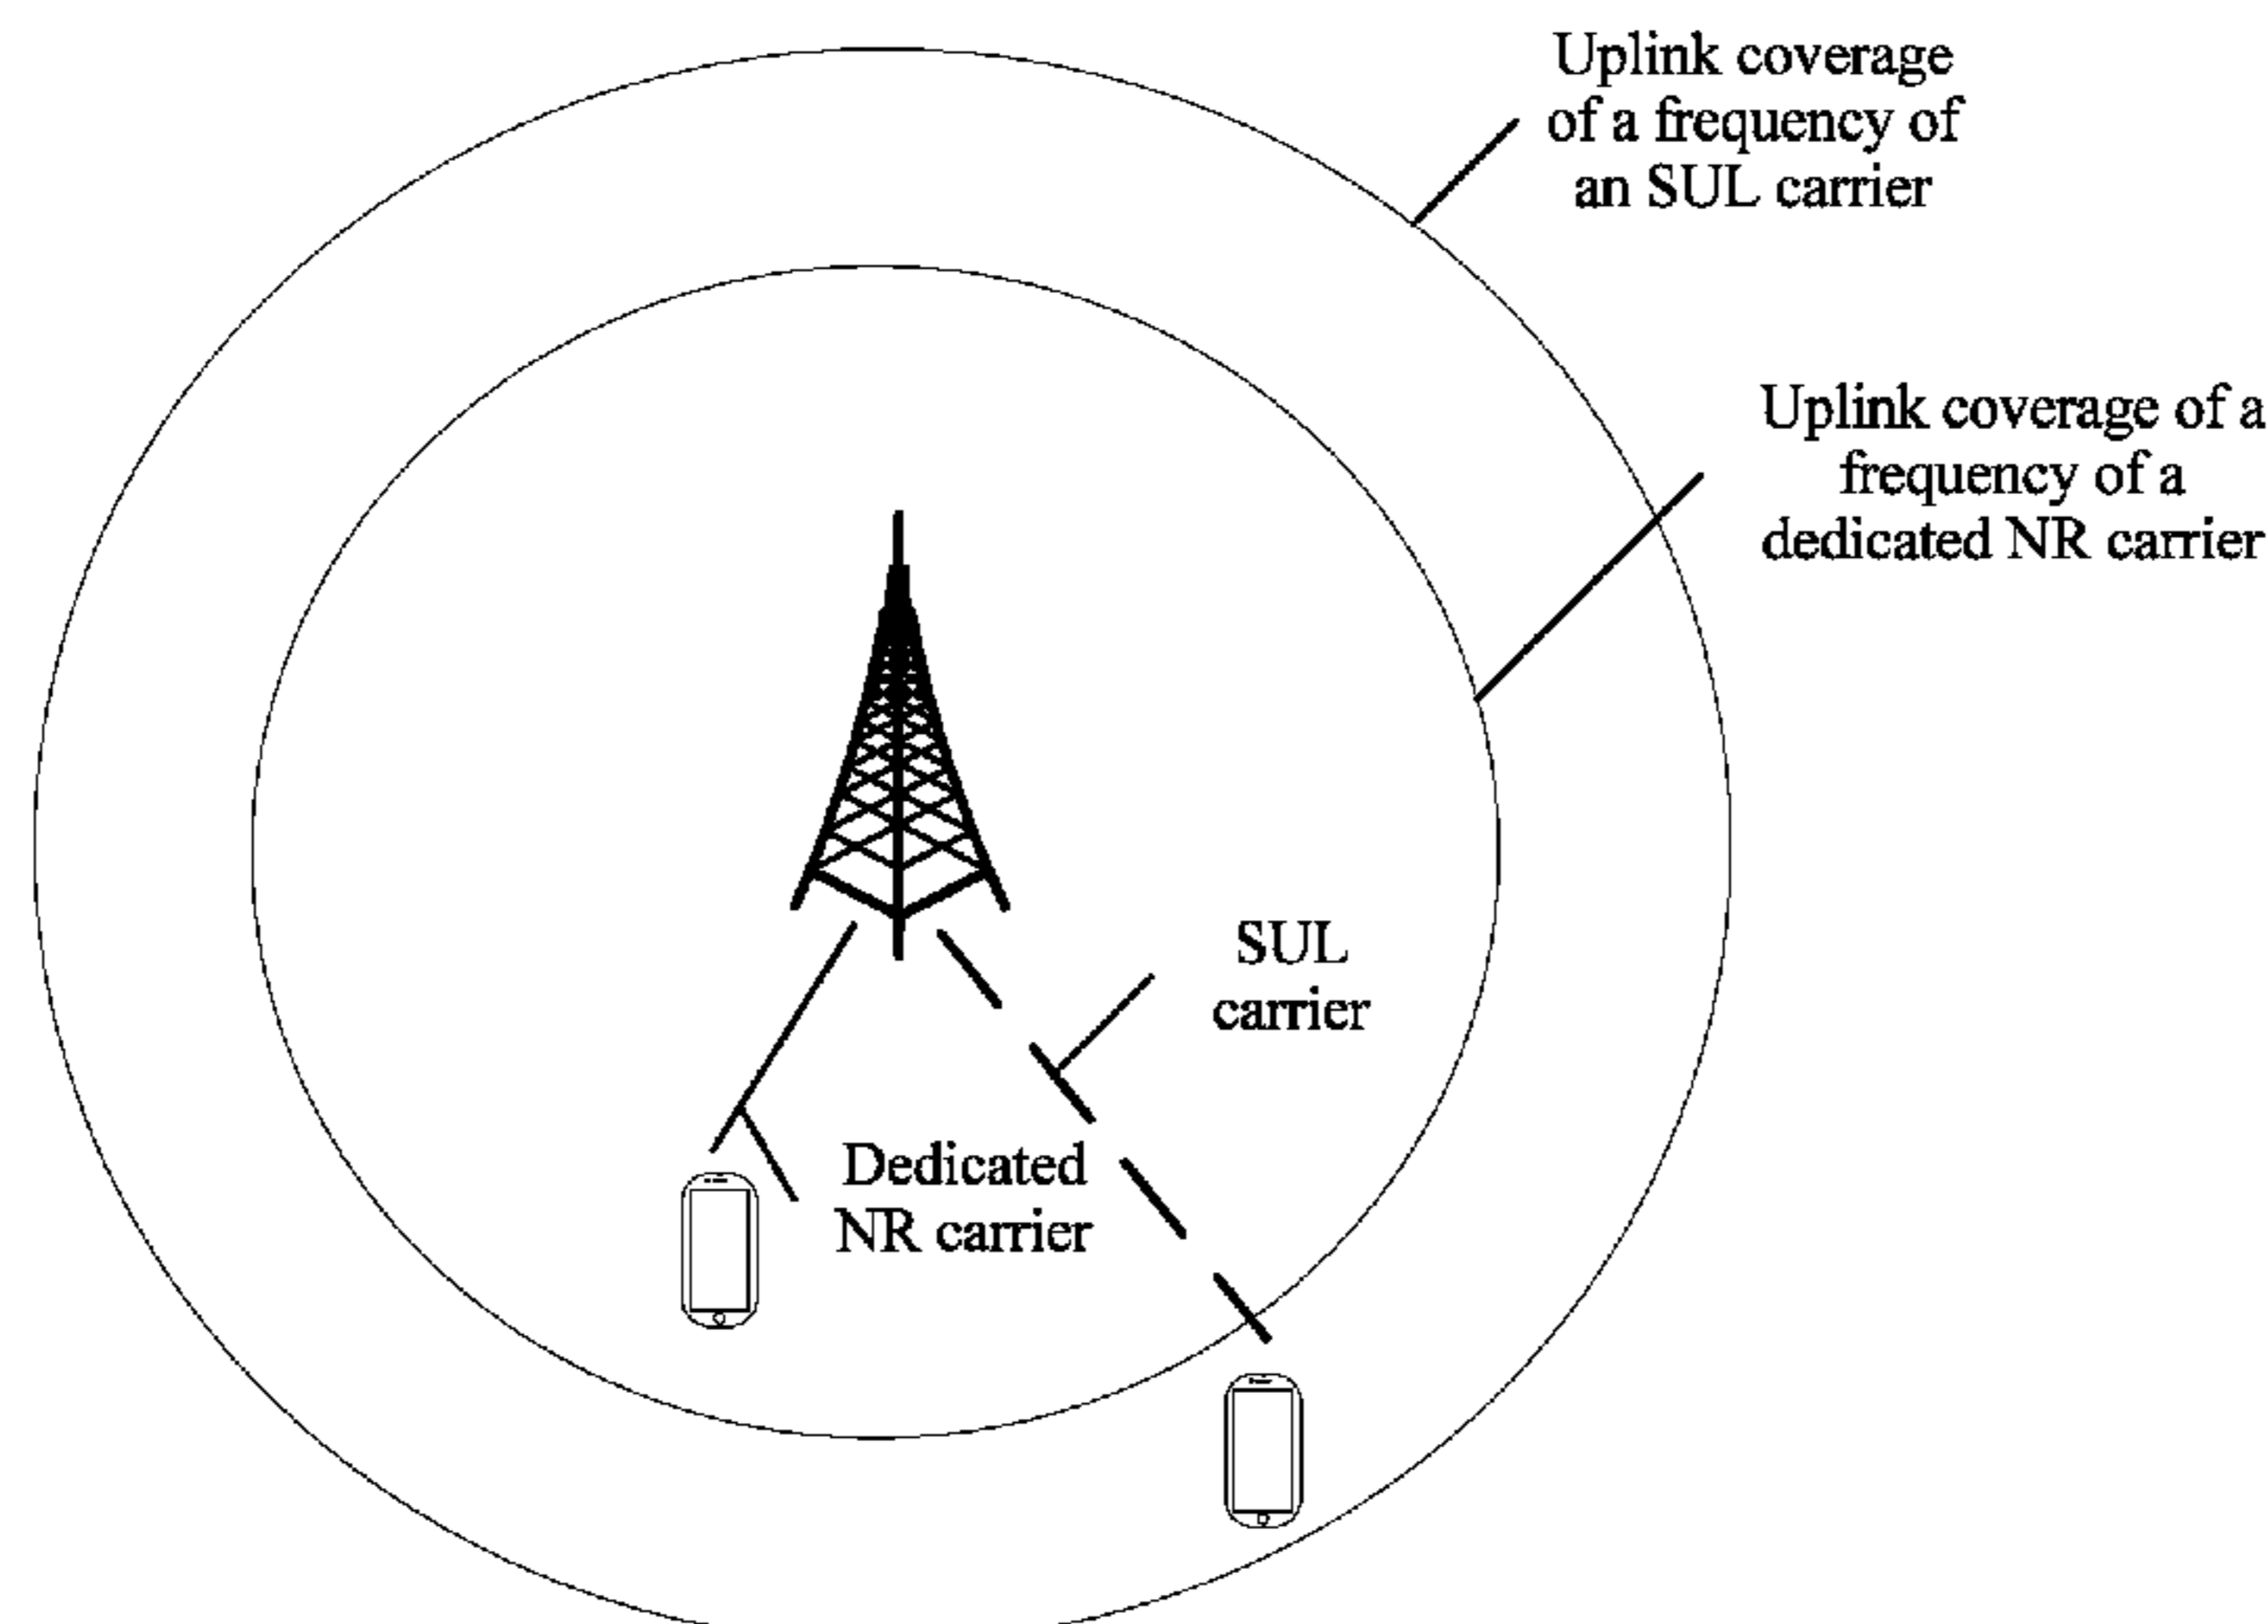 Uplink coverage
of a frequency of
an SUL carrier
Uplink coverage of a
frequency of a
dedicated NR carrier
SUL
carrier
Dedicated
NR carrier